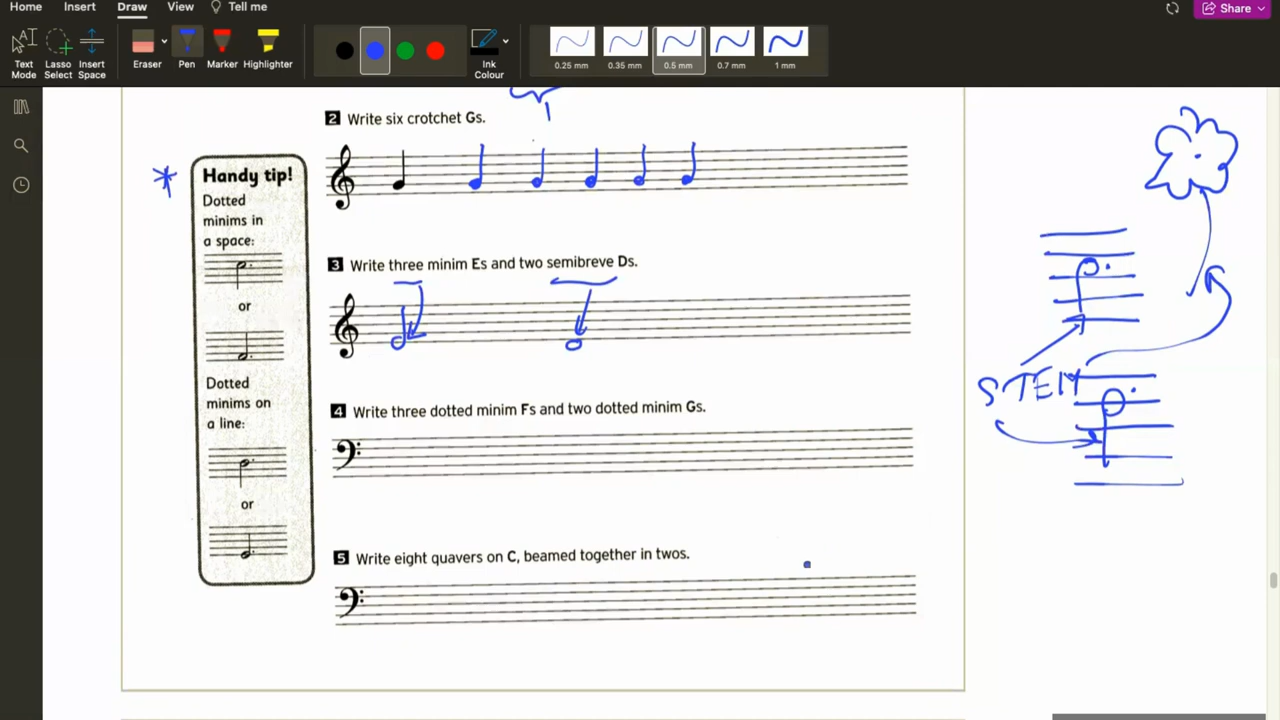 Home Insert Draw View Tell me
Share
Text Mode
Lasso Select
Insert Space
Eraser
Pen
Marker
Highlighter
Ink Colour
0.25 mm
0.35 mm
0.5 mm
0.7 mm
1 mm
2 Write six crotchet Gs.
Handy tip!
Dotted
minims in
a space:
or
Dotted
minims on
a line:
or
3 Write three minim Es and two semibreve Ds.
4 Write three dotted minim Fs and two dotted minim Gs.
5 Write eight quavers on C, beamed together in twos.
STEM